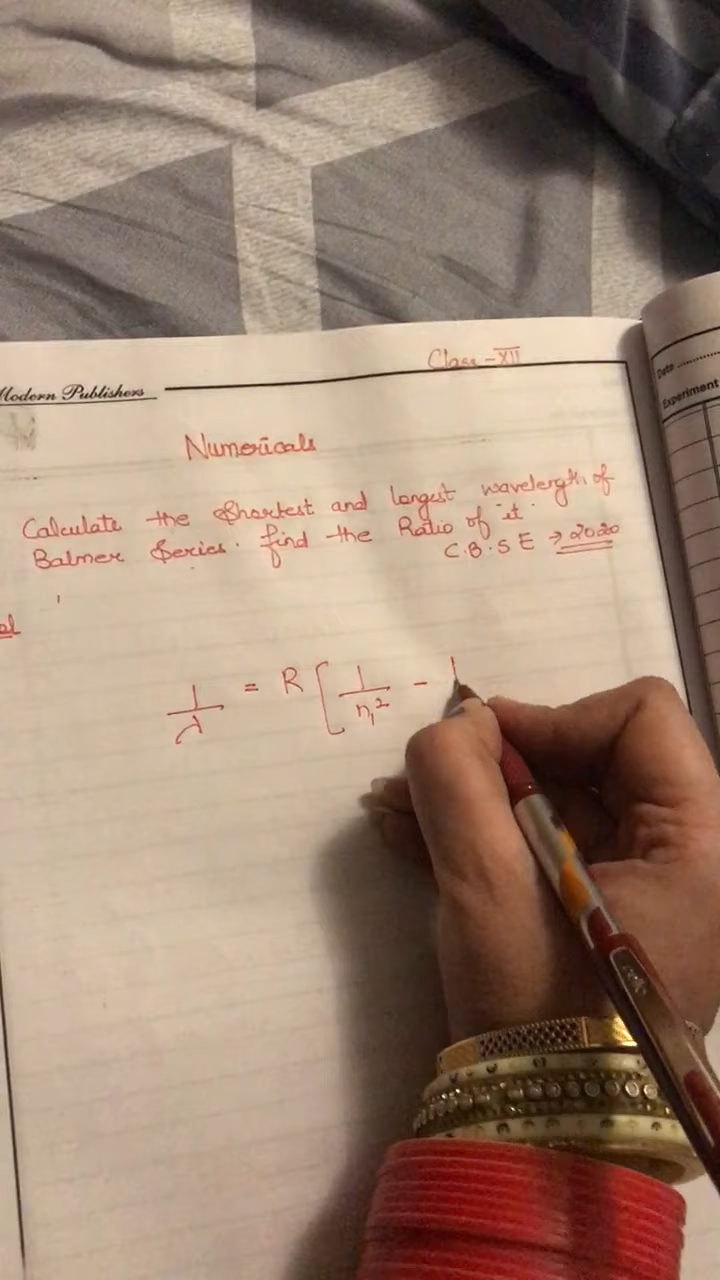 Class - XII
Modern Publishers
Date ............
Experiment
Numericals
Calculate the Shortest and longest wavelength of
Balmer Series. find the Ratio of it.
C.B.S E → 2020
1/λ = R [ 1/n₁² - 1